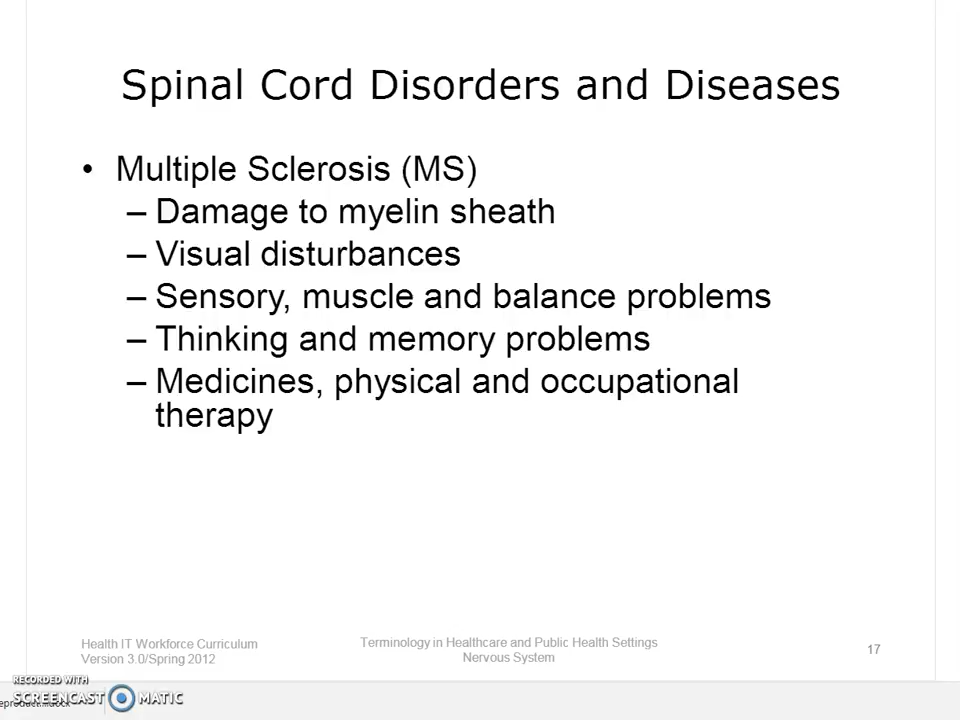 Spinal Cord Disorders and Diseases
• Multiple Sclerosis (MS)
– Damage to myelin sheath
– Visual disturbances
– Sensory, muscle and balance problems
– Thinking and memory problems
– Medicines, physical and occupational
therapy
Health IT Workforce Curriculum
Version 3.0/Spring 2012
Terminology in Healthcare and Public Health Settings
Nervous System
17
RECORDED WITH
SCREENCAST MATIC